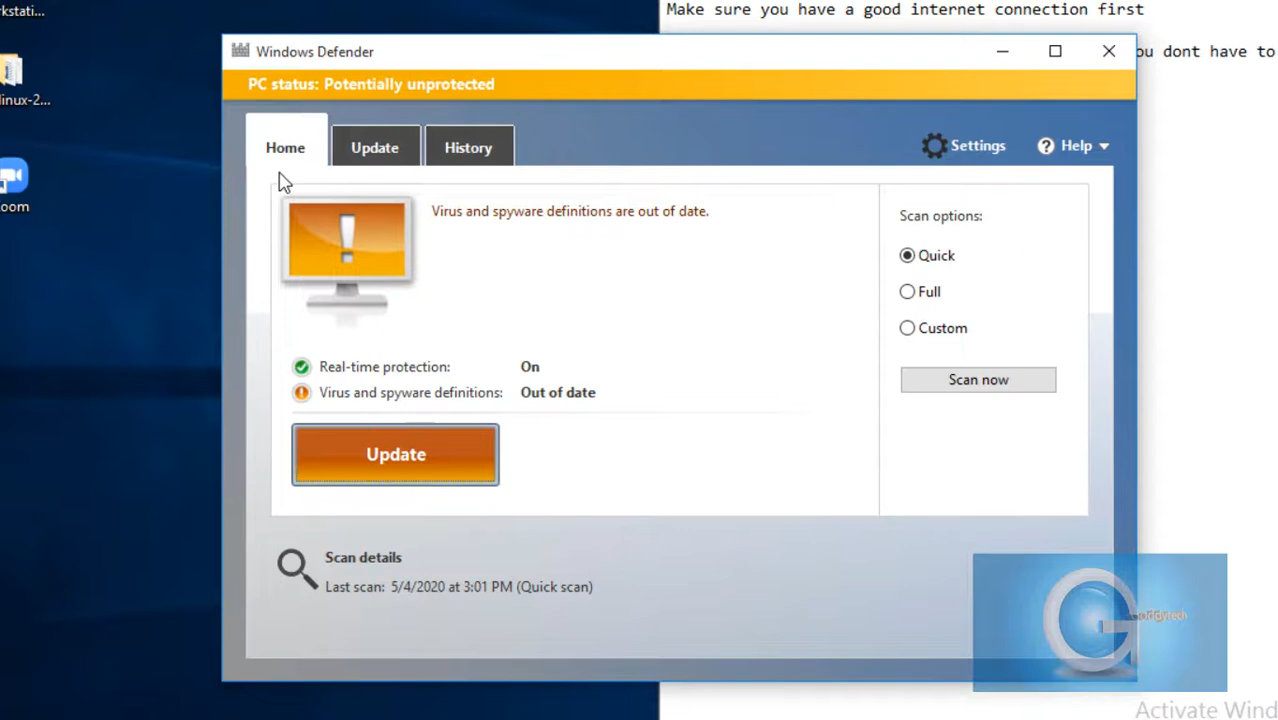 rkstati...
Make sure you have a good internet connection first
Windows Defender
ou dont have to
PC status: Potentially unprotected
inux-2...
Home
Update
History
Settings
Help
Virus and spyware definitions are out of date.
Scan options:
Quick
Full
Custom
Scan now
oom
Real-time protection: On
Virus and spyware definitions: Out of date
Update
Scan details
Last scan: 5/4/2020 at 3:01 PM (Quick scan)
Activate Wind